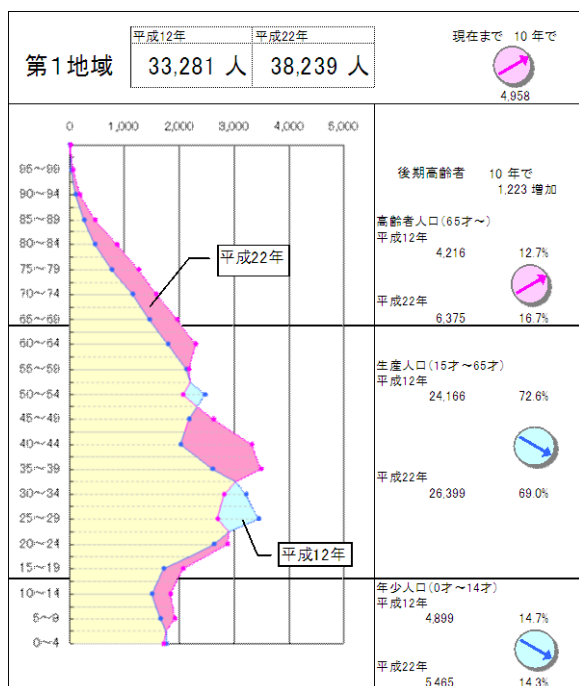 第1地域
平成12年 平成22年
33,281 人 38,239 人
現在まで 10 年で
4,958
0 1,000 2,000 3,000 4,000 5,000
95～99
90～94
85～89
80～84
75～79
70～74
65～69
60～64
55～59
50～54
45～49
40～44
35～39
30～34
25～29
20～24
15～19
10～14
5～9
0～4
平成22年
平成12年
後期高齢者 10 年で
1,223 増加
高齢者人口(65才～)
平成12年
4,216 12.7%
平成22年
6,375 16.7%
生産人口(15才～65才)
平成12年
24,166 72.6%
平成22年
26,399 69.0%
年少人口(0才～14才)
平成12年
4,899 14.7%
平成22年
5,465 14.3%